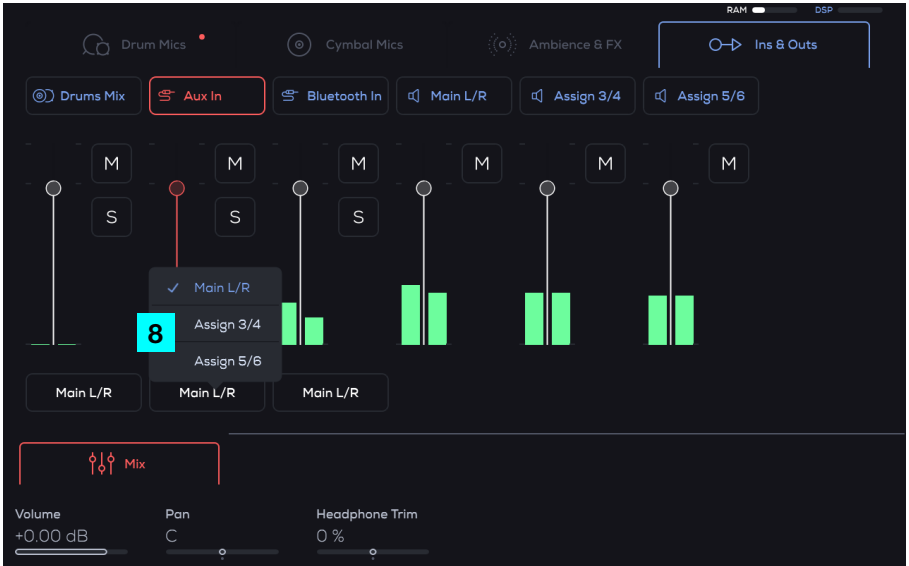 RAM DSP
Drum Mics Cymbal Mics Ambience & FX Ins & Outs
Drums Mix Aux In Bluetooth In Main L/R Assign 3/4 Assign 5/6
M M M M M M
S S S
Main L/R
Assign 3/4
8
Assign 5/6
Main L/R Main L/R Main L/R
Mix
Volume Pan Headphone Trim
+0.00 dB C 0 %